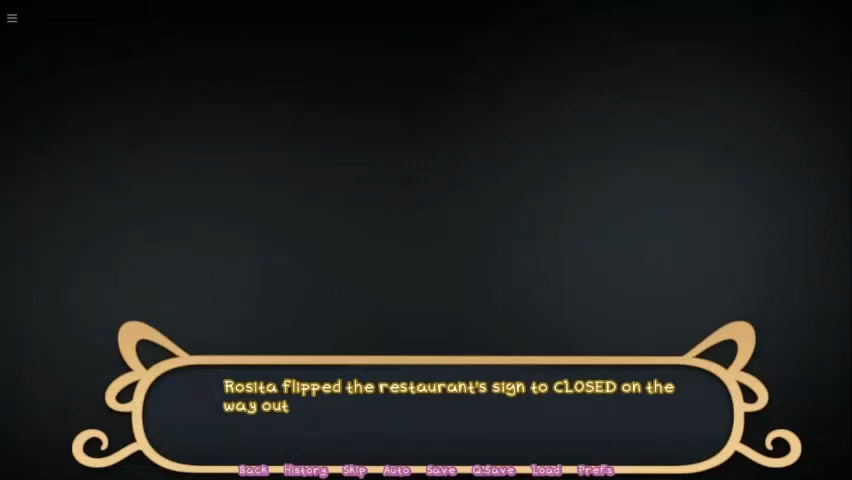 Rosita flipped the restaurant's sign to CLOSED on the
way out
Back History Skip Auto Save Q.Save Load Prefs